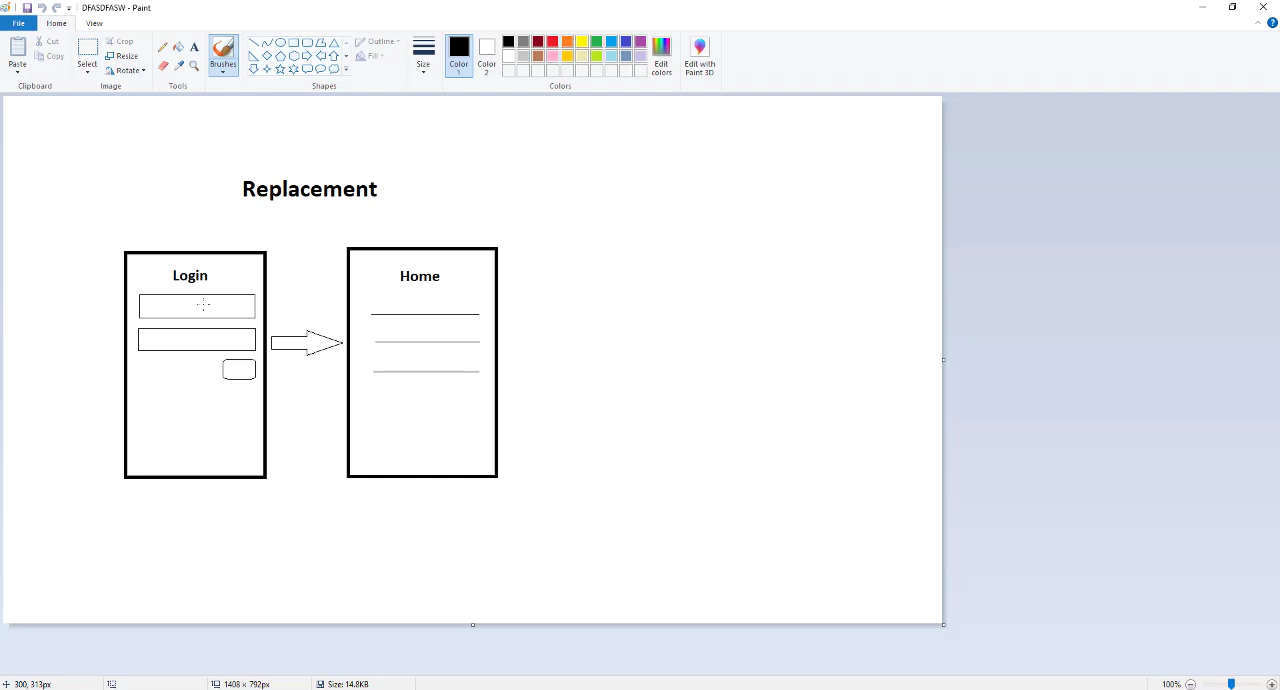 DFASDFASW - Paint
File Home View
Paste
Cut
Copy
Clipboard
Select
Crop
Resize
Rotate
Image
A
Tools
Brushes
Outline
Fill
Shapes
Size
Color 1
Color 2
Edit colors
Colors
Edit with Paint 3D
Replacement
Login
Home
300, 313px
1408 × 792px
Size: 14.8KB
100%